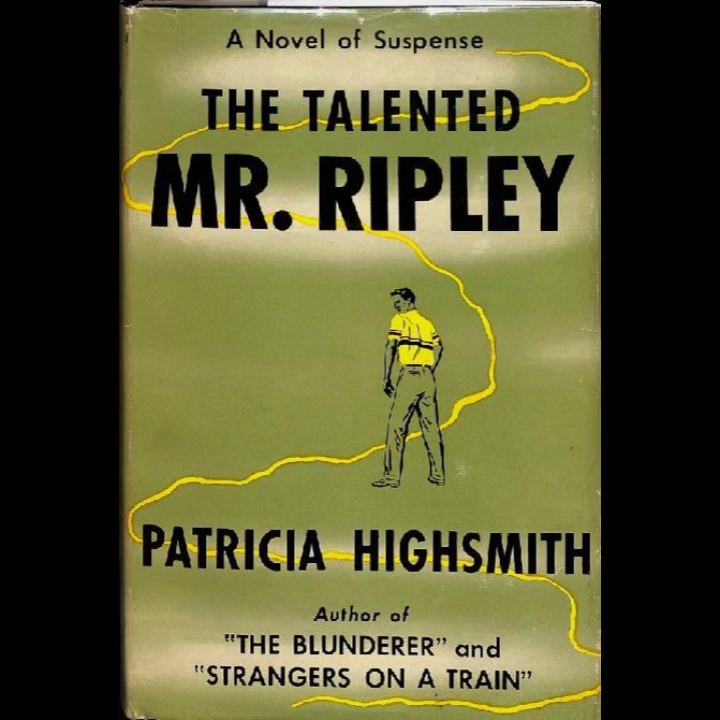 A Novel of Suspense
THE TALENTED
MR. RIPLEY
PATRICIA HIGHSMITH
Author of
"THE BLUNDERER" and
"STRANGERS ON A TRAIN"